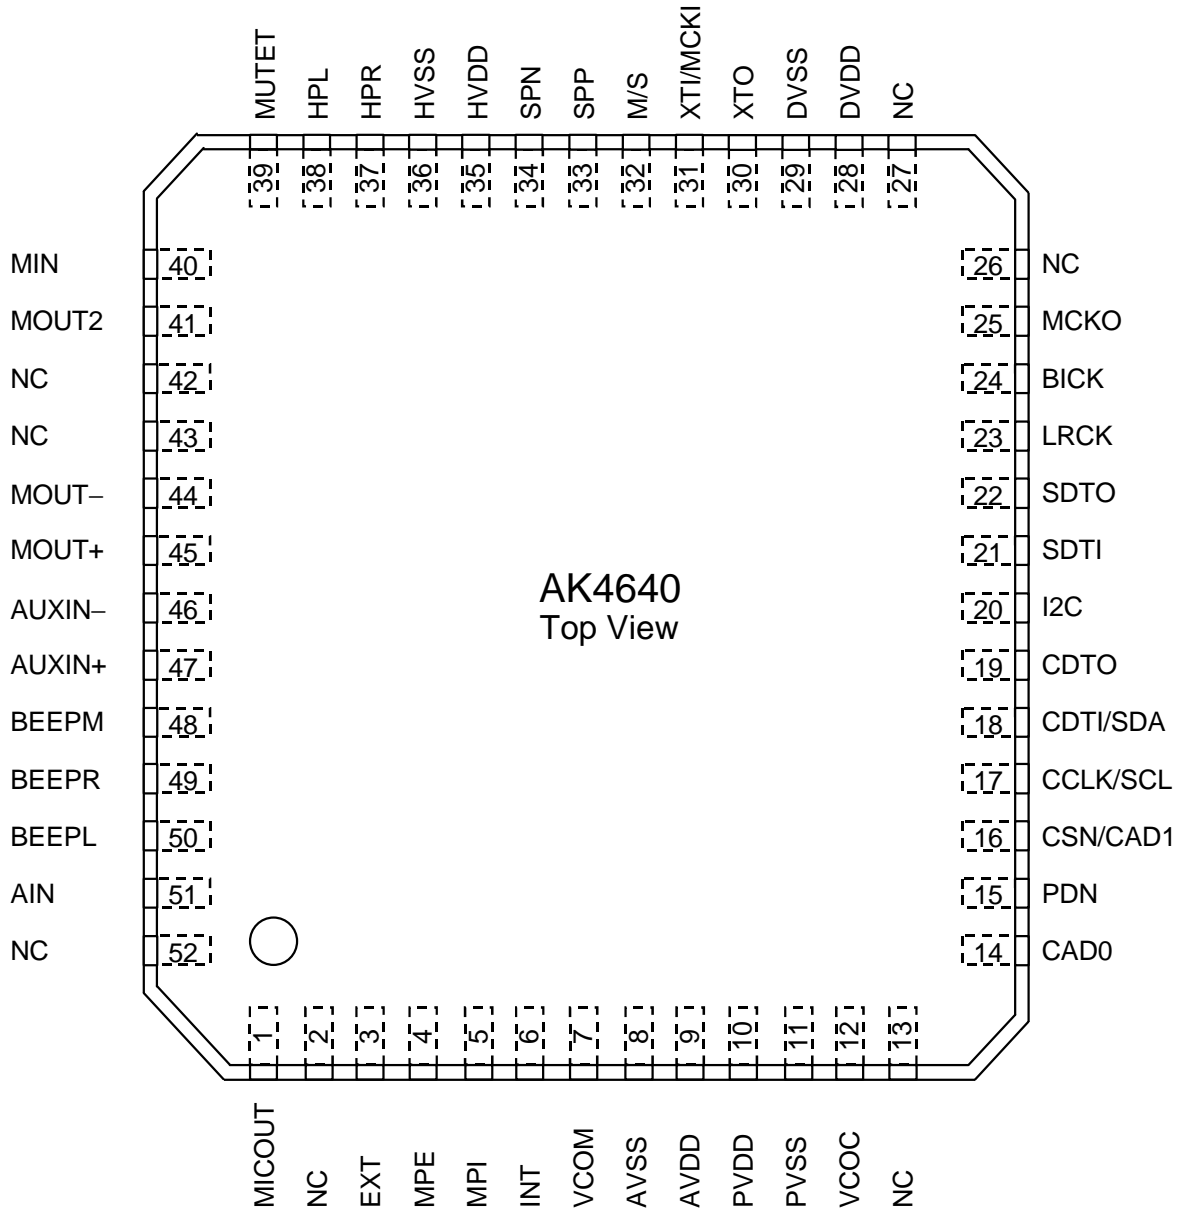 MUTET HPL HPR HVSS HVDD SPN SPP M/S XTI/MCKI XTO DVSS DVDD NC
39 38 37 36 35 34 33 32 31 30 29 28 27
MIN 40 26 NC
MOUT2 41 25 MCKO
NC 42 24 BICK
NC 43 23 LRCK
MOUT− 44 22 SDTO
MOUT+ 45 21 SDTI
AK4640
AUXIN− 46 20 I2C
Top View
AUXIN+ 47 19 CDTO
BEEPM 48 18 CDTI/SDA
BEEPR 49 17 CCLK/SCL
BEEPL 50 16 CSN/CAD1
AIN 51 15 PDN
NC 52 14 CAD0
1 2 3 4 5 6 7 8 9 10 11 12 13
MICOUT NC EXT MPE MPI INT VCOM AVSS AVDD PVDD PVSS VCOC NC